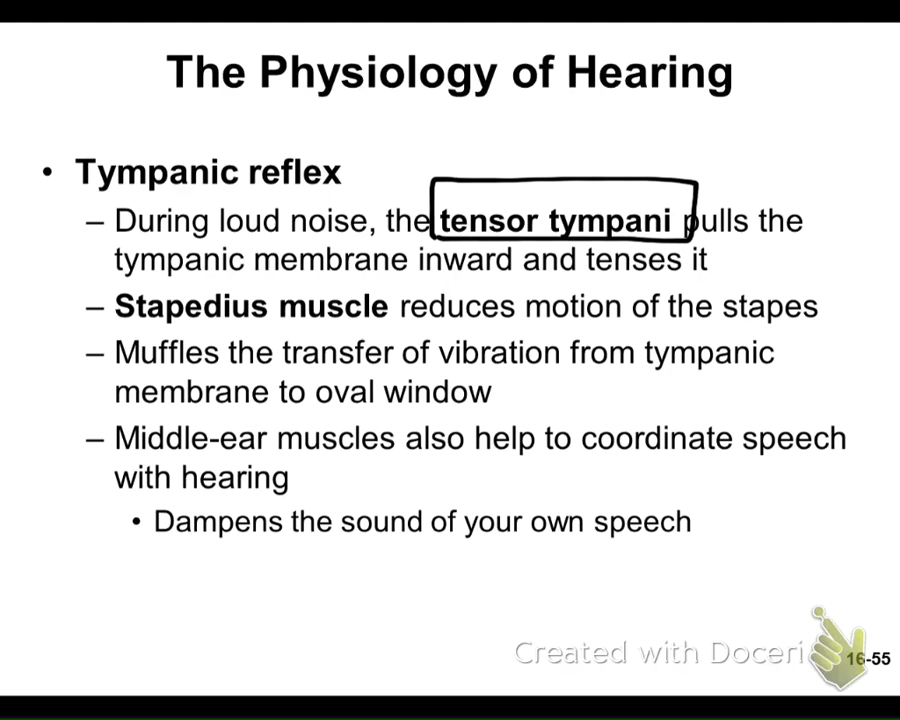 The Physiology of Hearing
• Tympanic reflex
– During loud noise, the tensor tympani pulls the
tympanic membrane inward and tenses it
– Stapedius muscle reduces motion of the stapes
– Muffles the transfer of vibration from tympanic
membrane to oval window
– Middle-ear muscles also help to coordinate speech
with hearing
• Dampens the sound of your own speech
Created with Doceri
16-55